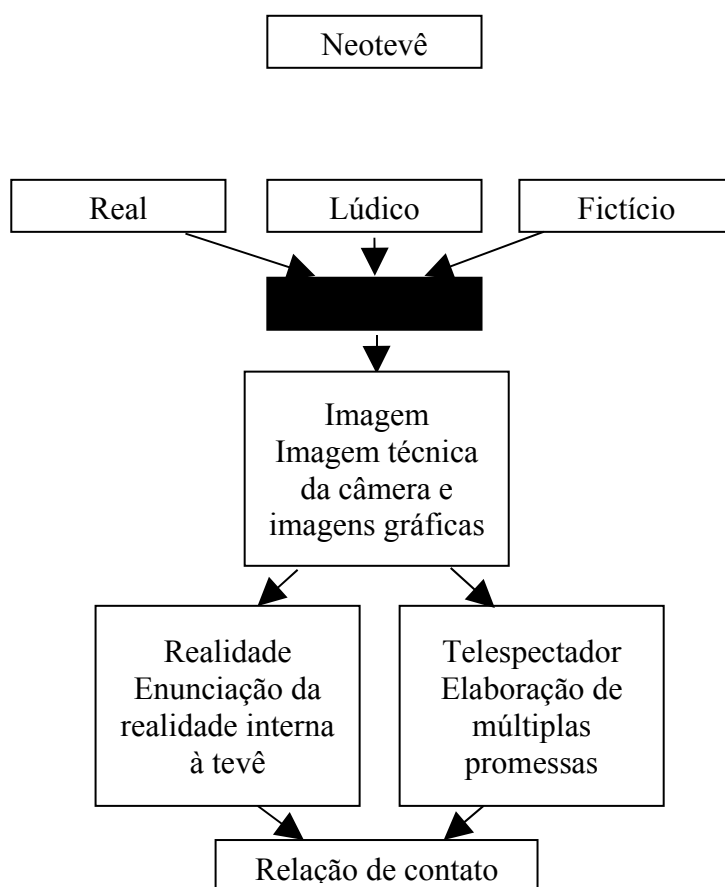 Neotevê
Real
Lúdico
Fictício
Imagem
Imagem técnica
da câmera e
imagens gráficas
Realidade
Enunciação da
realidade interna
à tevê
Telespectador
Elaboração de
múltiplas
promessas
Relação de contato